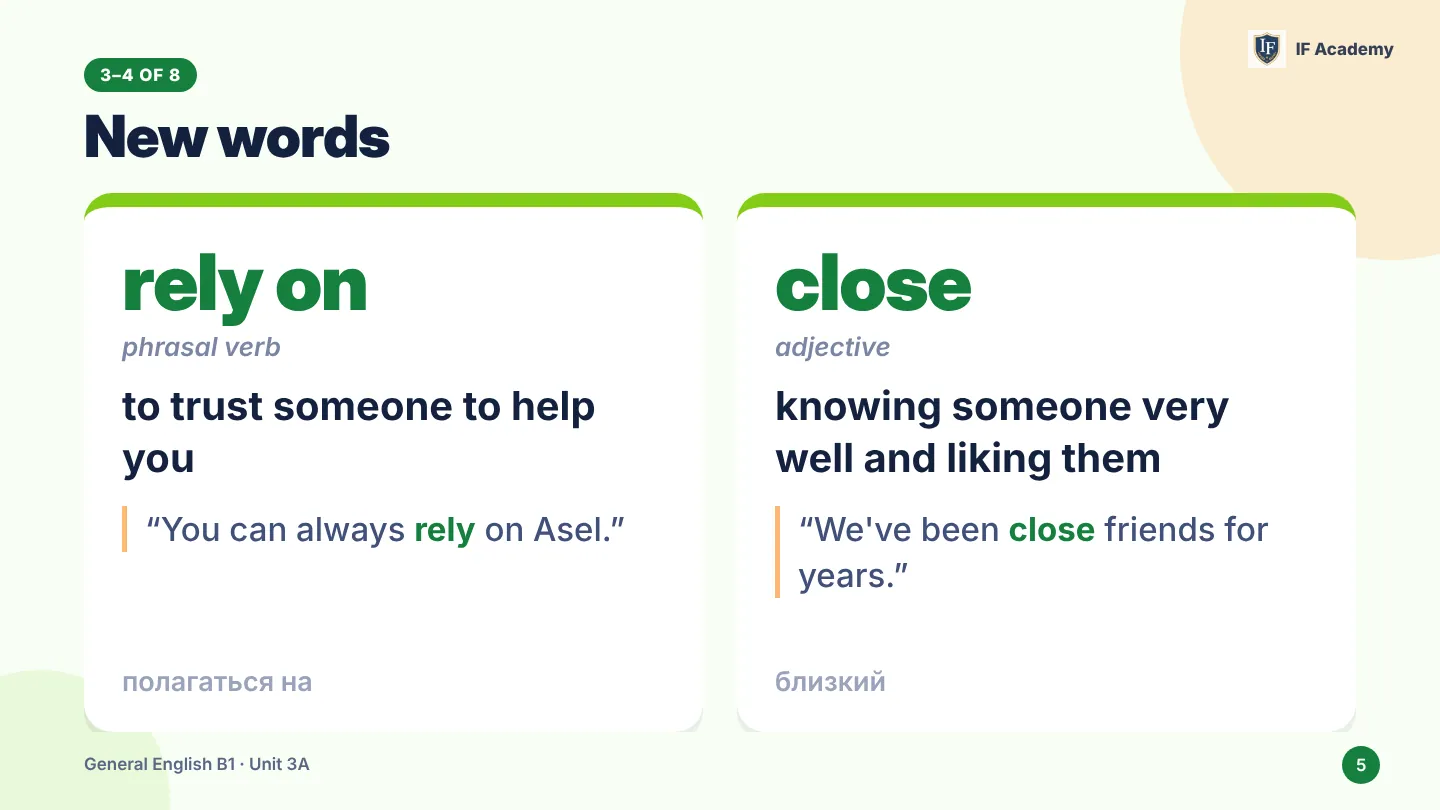 IF
IF Academy
3–4 OF 8
New words
rely on
phrasal verb
to trust someone to help
you
“You can always rely on Asel.”
полагаться на
close
adjective
knowing someone very
well and liking them
“We've been close friends for
years.”
близкий
General English B1 · Unit 3A
5